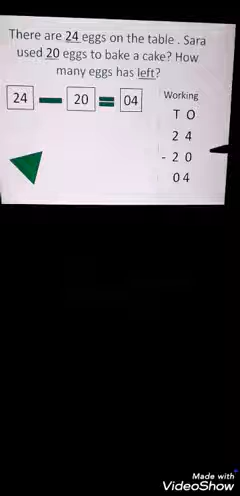 There are 24 eggs on the table . Sara
used 20 eggs to bake a cake? How
many eggs has left?
24 - 20 = 04
Working
T O
2 4
- 2 0
0 4
Made with
VideoShow